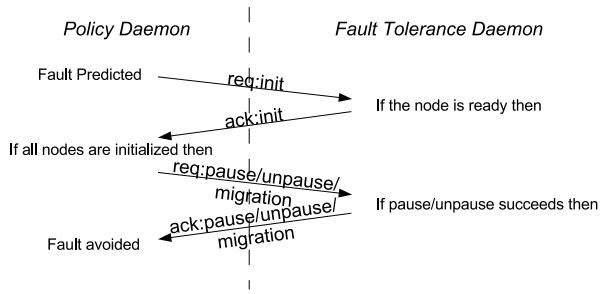 Policy Daemon
Fault Tolerance Daemon
Fault Predicted
req:init
If the node is ready then
ack:init
If all nodes are initialized then
req:pause/unpause/
migration
If pause/unpause succeeds then
ack:pause/unpause/
migration
Fault avoided